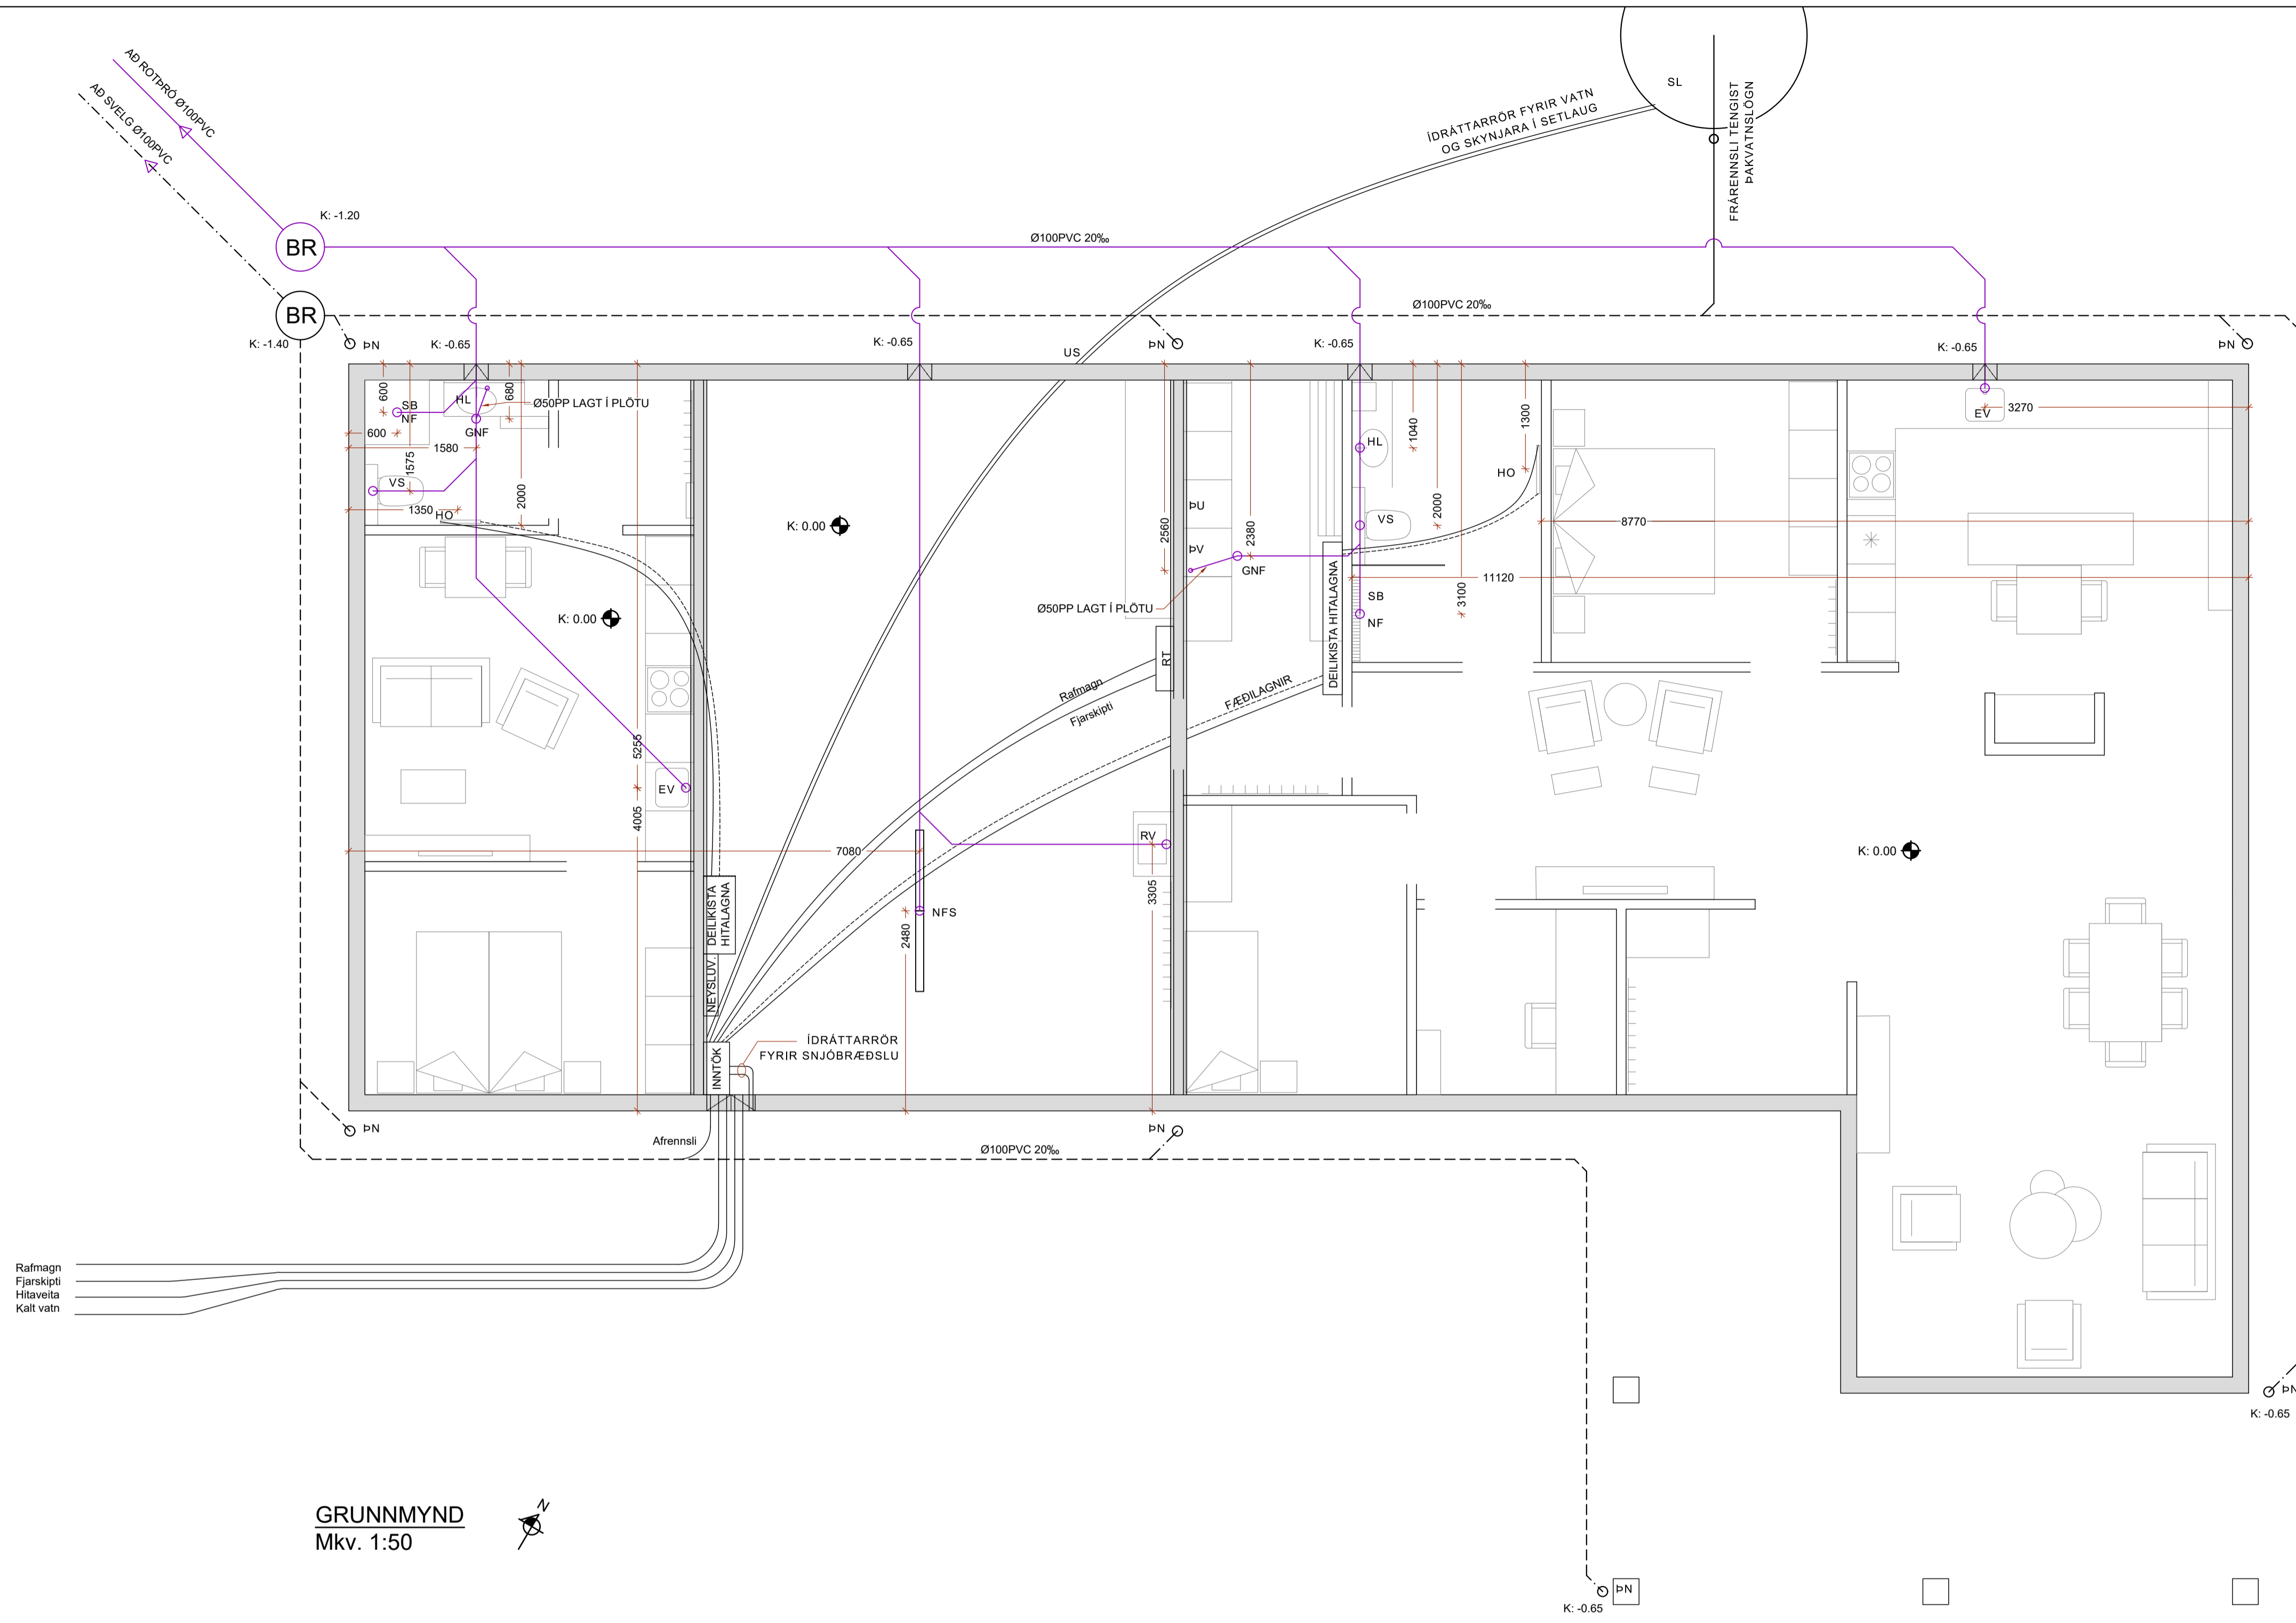 AÐ ROTÞRÓ Ø100PVC
AÐ SVELG Ø100PVC
SL
ÍDRÁTTARRÖR FYRIR VATN
OG SKYNJARA Í SETLAUG
FRÁRENNSLI TENGIST
ÞAKVATNSLÖGN
K: -1.20
BR
Ø100PVC 20‰
BR
K: -1.40
Ø100PVC 20‰
ÞN
K: -0.65
K: -0.65
US
ÞN
K: -0.65
K: -0.65
ÞN
600
SB
NF
HL
680
Ø50PP LAGT Í PLÖTU
GNF
600
1580
1575
VS
2000
1350
HO
K: 0.00
K: 0.00
2560
ÞU
ÞV
2380
GNF
Ø50PP LAGT Í PLÖTU
HL
1040
1300
HO
VS
2000
3100
SB
NF
8770
11120
EV
3270
DEILIKISTA HITALAGNA
RT
Rafmagn
Fjarskipti
FÆÐILAGNIR
5255
EV
4005
7080
RV
3305
NFS
2480
K: 0.00
DEILIKISTA
HITALAGNA
NEYSLUV.
INNTÖK
ÍDRÁTTARRÖR
FYRIR SNJÓBRÆÐSLU
ÞN
Afrennsli
Ø100PVC 20‰
ÞN
Rafmagn
Fjarskipti
Hitaveita
Kalt vatn
ÞN
K: -0.65
GRUNNMYND
Mkv. 1:50
N
ÞN
K: -0.65